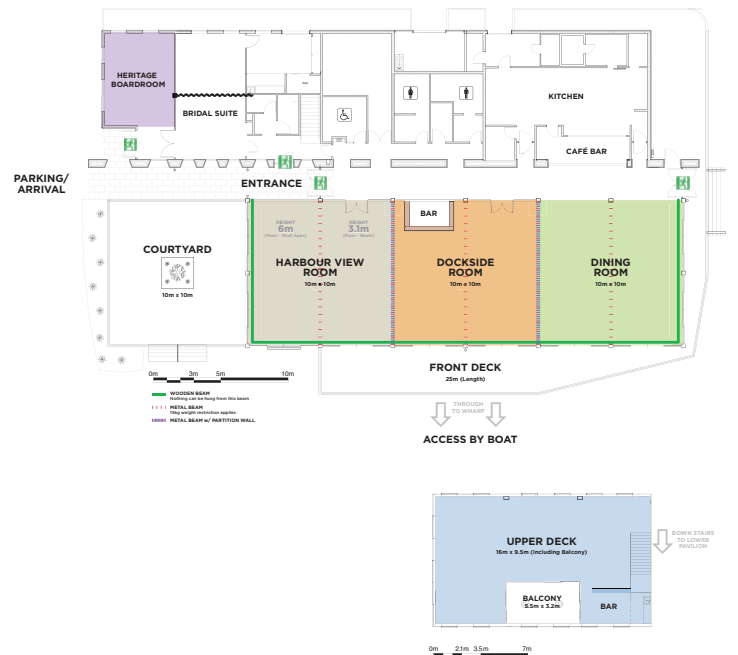 HERITAGE
BOARDROOM
BRIDAL SUITE
KITCHEN
CAFÉ BAR
PARKING/
ARRIVAL
ENTRANCE
COURTYARD
10m x 10m
HEIGHT
6m
(Floor - Roof Apex)
HEIGHT
3.1m
(Floor - Beam)
HARBOUR VIEW
ROOM
10m x 10m
BAR
DOCKSIDE
ROOM
10m x 10m
DINING
ROOM
10m x 10m
FRONT DECK
25m (Length)
0m 3m 5m 10m
WOODEN BEAM
Nothing can be hung from this beam
METAL BEAM
15kg weight restriction applies
METAL BEAM w/ PARTITION WALL
THROUGH
TO WHARF
ACCESS BY BOAT
UPPER DECK
16m x 9.5m (Including Balcony)
BALCONY
5.5m x 3.2m
BAR
DOWN STAIRS
TO LOWER
PAVILION
0m 2.1m 3.5m 7m